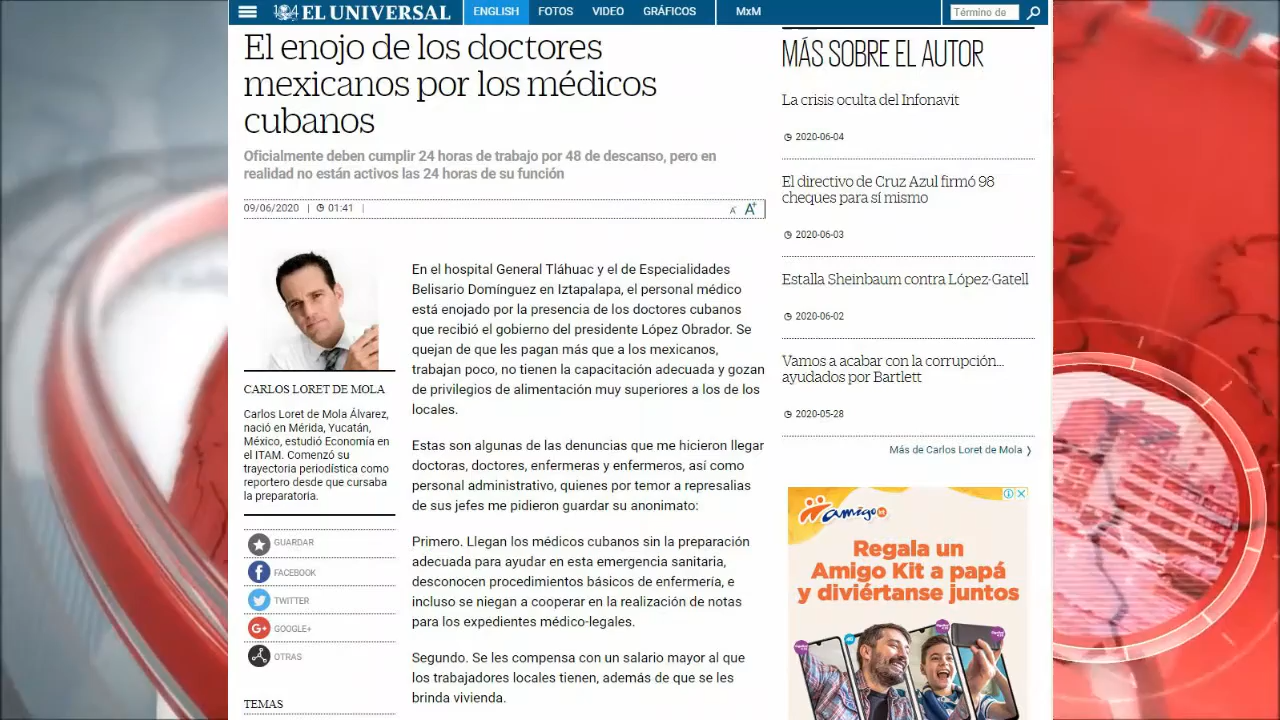 EL UNIVERSAL
ENGLISH
FOTOS
VIDEO
GRÁFICOS
MxM
Término de
El enojo de los doctores
mexicanos por los médicos
cubanos
Oficialmente deben cumplir 24 horas de trabajo por 48 de descanso, pero en
realidad no están activos las 24 horas de su función
09/06/2020 | 01:41 |
A- A+
CARLOS LORET DE MOLA
Carlos Loret de Mola Álvarez,
nació en Mérida, Yucatán,
México, estudió Economía en
el ITAM. Comenzó su
trayectoria periodística como
reportero desde que cursaba
la preparatoria.
GUARDAR
FACEBOOK
TWITTER
GOOGLE+
OTRAS
TEMAS
En el hospital General Tláhuac y el de Especialidades
Belisario Domínguez en Iztapalapa, el personal médico
está enojado por la presencia de los doctores cubanos
que recibió el gobierno del presidente López Obrador. Se
quejan de que les pagan más que a los mexicanos,
trabajan poco, no tienen la capacitación adecuada y gozan
de privilegios de alimentación muy superiores a los de los
locales.
Estas son algunas de las denuncias que me hicieron llegar
doctoras, doctores, enfermeras y enfermeros, así como
personal administrativo, quienes por temor a represalias
de sus jefes me pidieron guardar su anonimato:
Primero. Llegan los médicos cubanos sin la preparación
adecuada para ayudar en esta emergencia sanitaria,
desconocen procedimientos básicos de enfermería, e
incluso se niegan a cooperar en la realización de notas
para los expedientes médico-legales.
Segundo. Se les compensa con un salario mayor al que
los trabajadores locales tienen, además de que se les
brinda vivienda.
MÁS SOBRE EL AUTOR
La crisis oculta del Infonavit
2020-06-04
El directivo de Cruz Azul firmó 98
cheques para sí mismo
2020-06-03
Estalla Sheinbaum contra López-Gatell
2020-06-02
Vamos a acabar con la corrupción...
ayudados por Bartlett
2020-05-28
Más de Carlos Loret de Mola ❭
amigo
Regala un
Amigo Kit a papá
y diviértanse juntos